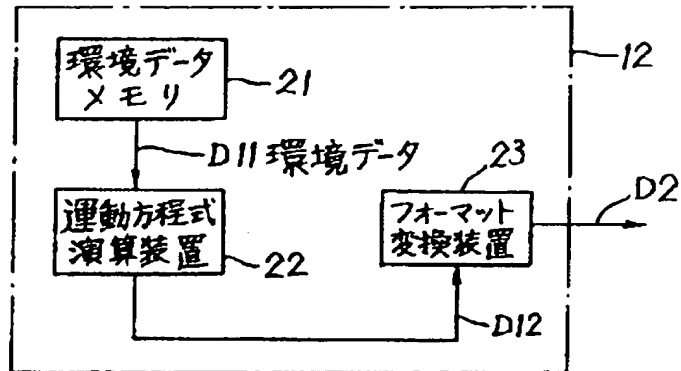 環境データ
メモリ
21
12
D11 環境データ
23
D2
運動方程式
演算装置
22
フォーマット
変換装置
D12